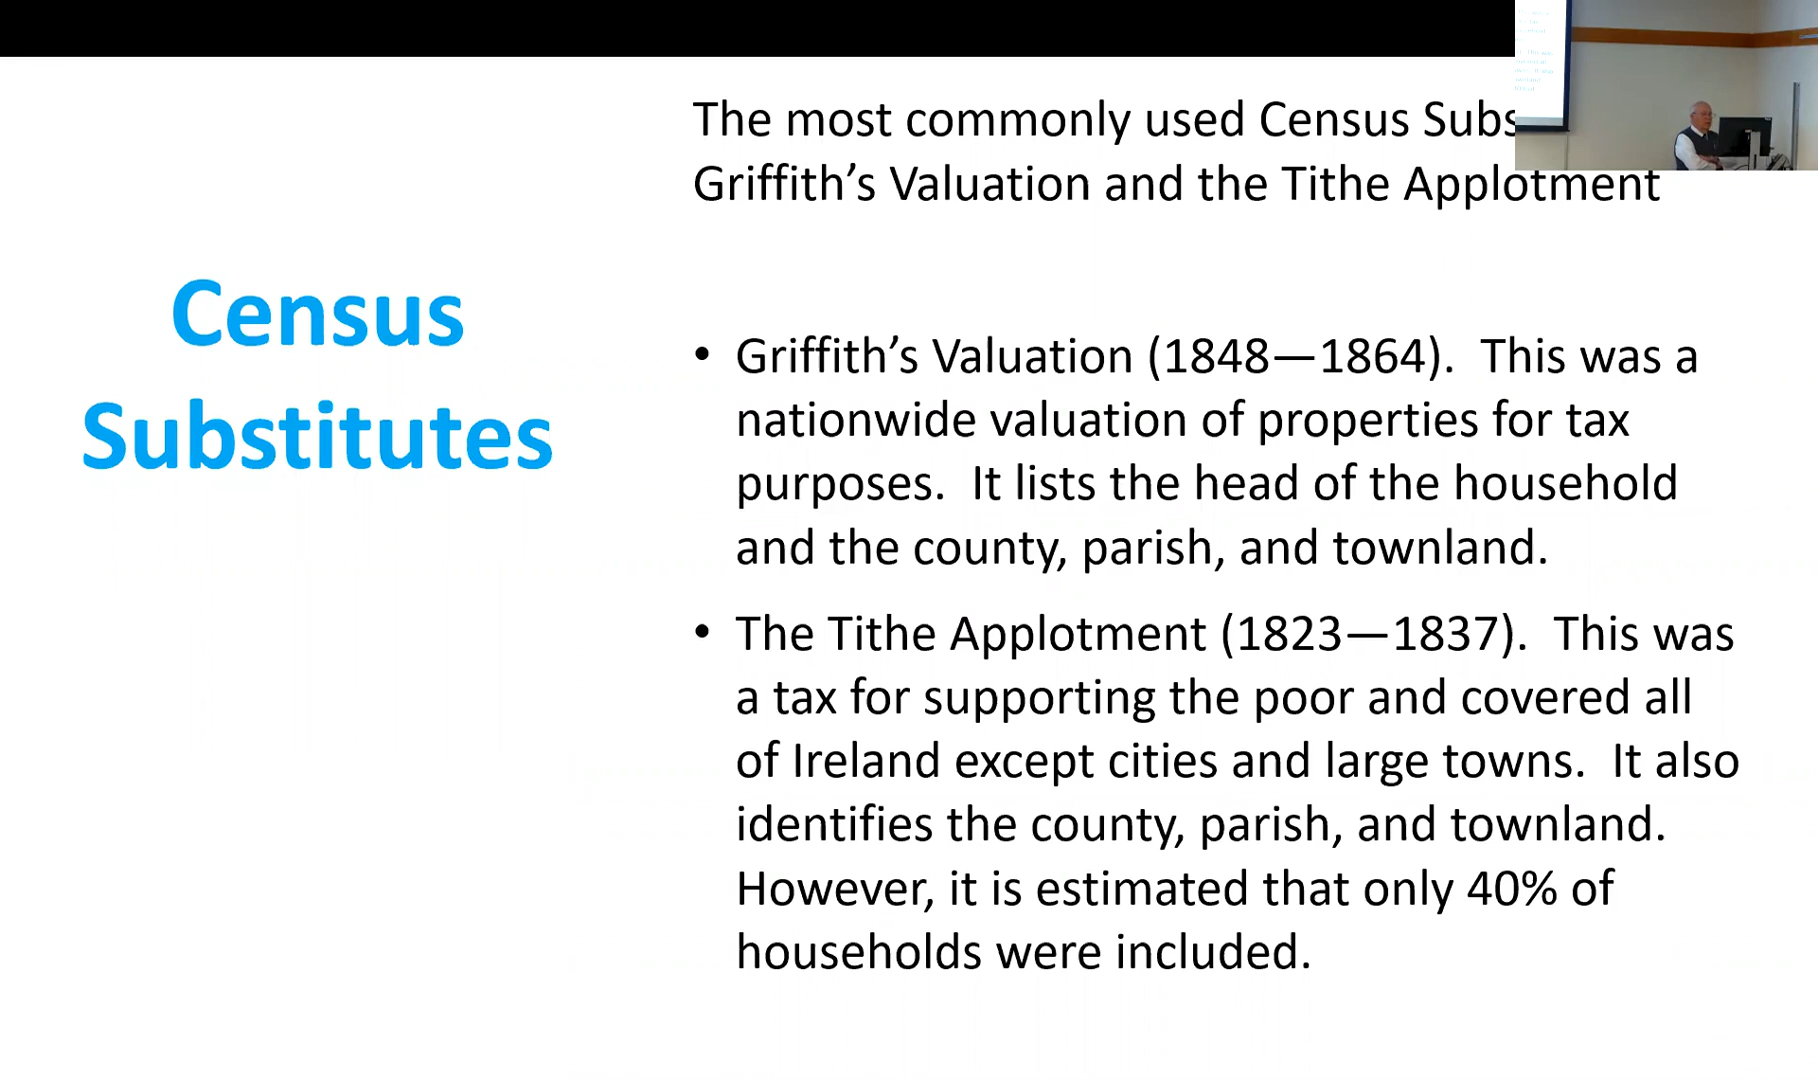 Census
Substitutes
The most commonly used Census
Griffith’s Valuation and the Tithe Applotment
• Griffith’s Valuation (1848—1864). This was a
nationwide valuation of properties for tax
purposes. It lists the head of the household
and the county, parish, and townland.
• The Tithe Applotment (1823—1837). This was
a tax for supporting the poor and covered all
of Ireland except cities and large towns. It also
identifies the county, parish, and townland.
However, it is estimated that only 40% of
households were included.